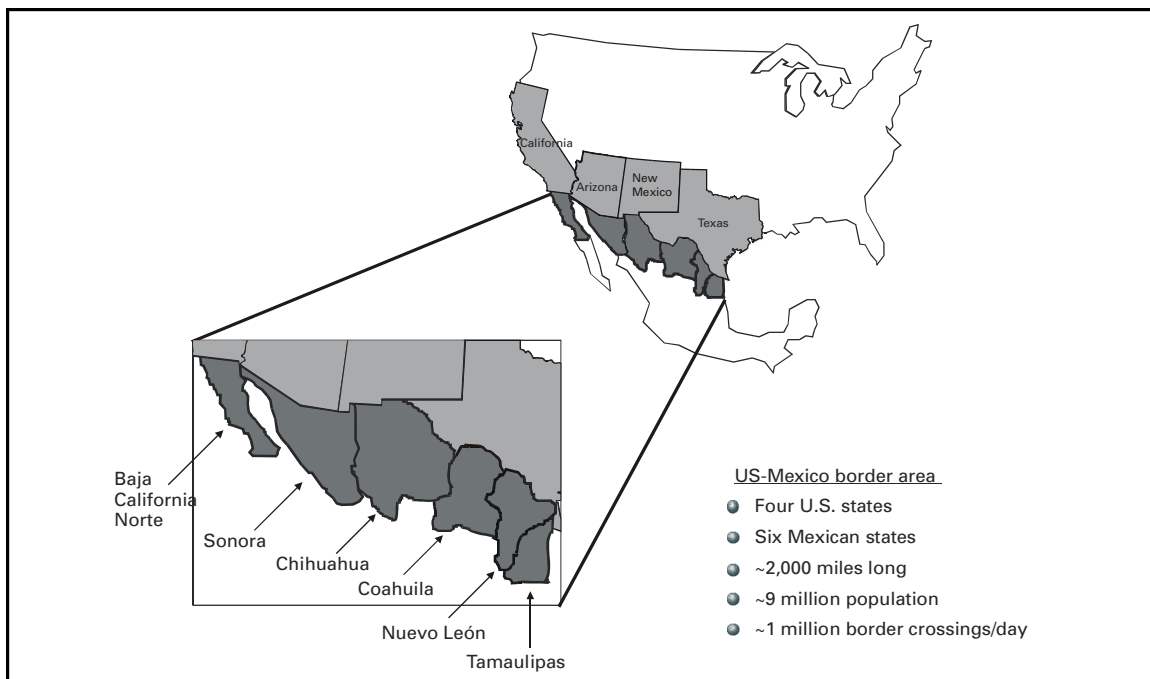 California
Arizona
New
Mexico
Texas
Baja
California
Norte
Sonora
Chihuahua
Coahuila
Nuevo León
Tamaulipas
US-Mexico border area
Four U.S. states
Six Mexican states
~2,000 miles long
~9 million population
~1 million border crossings/day